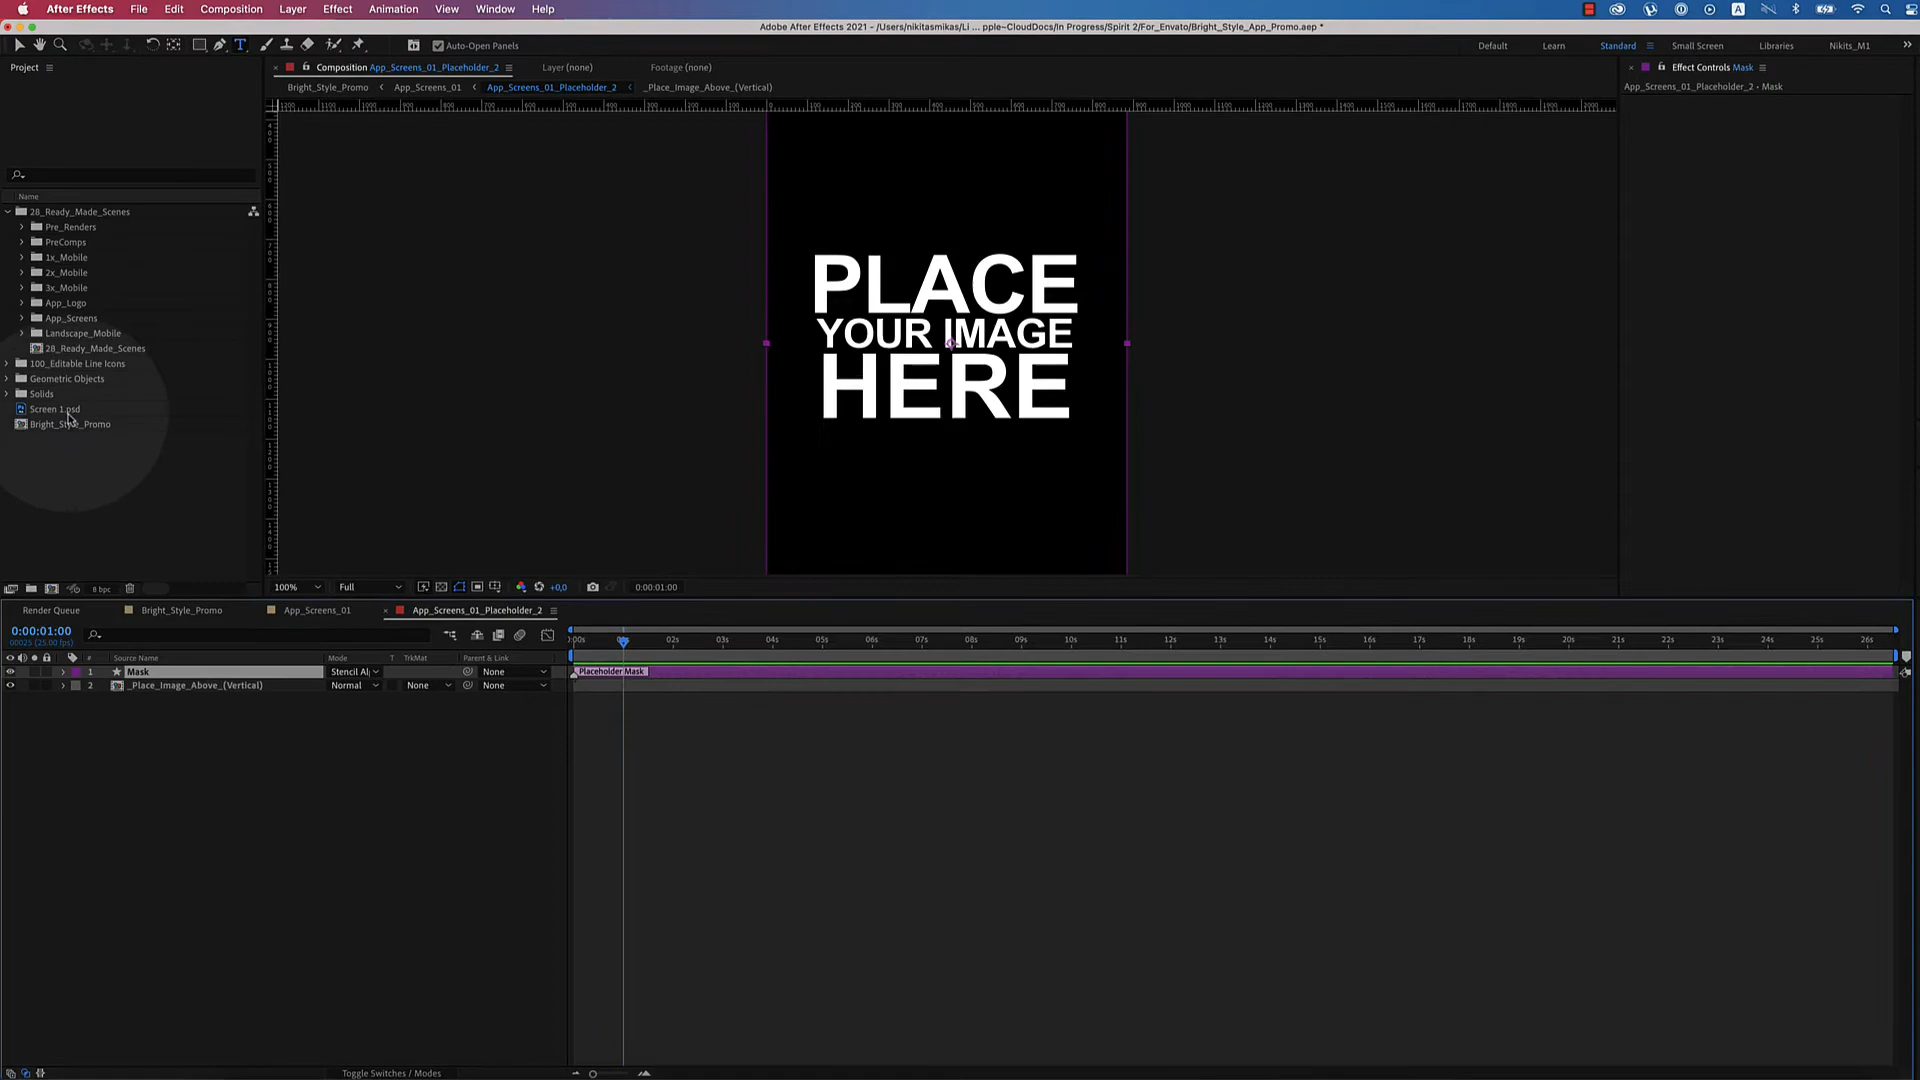 After Effects File Edit Composition Layer Effect Animation View Window Help
Adobe After Effects 2021 - /Users/nikitasmikas/Li ... pple~CloudDocs/In Progress/Spirit 2/For_Envato/Bright_Style_App_Promo.aep *
Auto-Open Panels Default Learn Standard Small Screen Libraries Nikits_M1
Project
Composition App_Screens_01_Placeholder_2 Layer (none) Footage (none)
Effect Controls Mask
Bright_Style_Promo App_Screens_01 App_Screens_01_Placeholder_2 _Place_Image_Above_(Vertical)
App_Screens_01_Placeholder_2 • Mask
Name
28_Ready_Made_Scenes
Pre_Renders
PreComps
1x_Mobile
2x_Mobile
3x_Mobile
App_Logo
App_Screens
Landscape_Mobile
28_Ready_Made_Scenes
100_Editable Line Icons
Geometric Objects
Solids
Screen 1.psd
Bright_Style_Promo
PLACE
YOUR IMAGE
HERE
8 bpc
100% Full +0,0 0:00:01:00
Render Queue Bright_Style_Promo App_Screens_01 App_Screens_01_Placeholder_2
0:00:01:00
00025 (25.00 fps)
:00s 02s 03s 04s 05s 06s 07s 08s 09s 10s 11s 12s 13s 14s 15s 16s 17s 18s 19s 20s 21s 22s 23s 24s 25s 26s
# Source Name Mode T TrkMat Parent & Link
1 Mask Stencil Al None Placeholder Mask
2 _Place_Image_Above_(Vertical) Normal None None
Toggle Switches / Modes